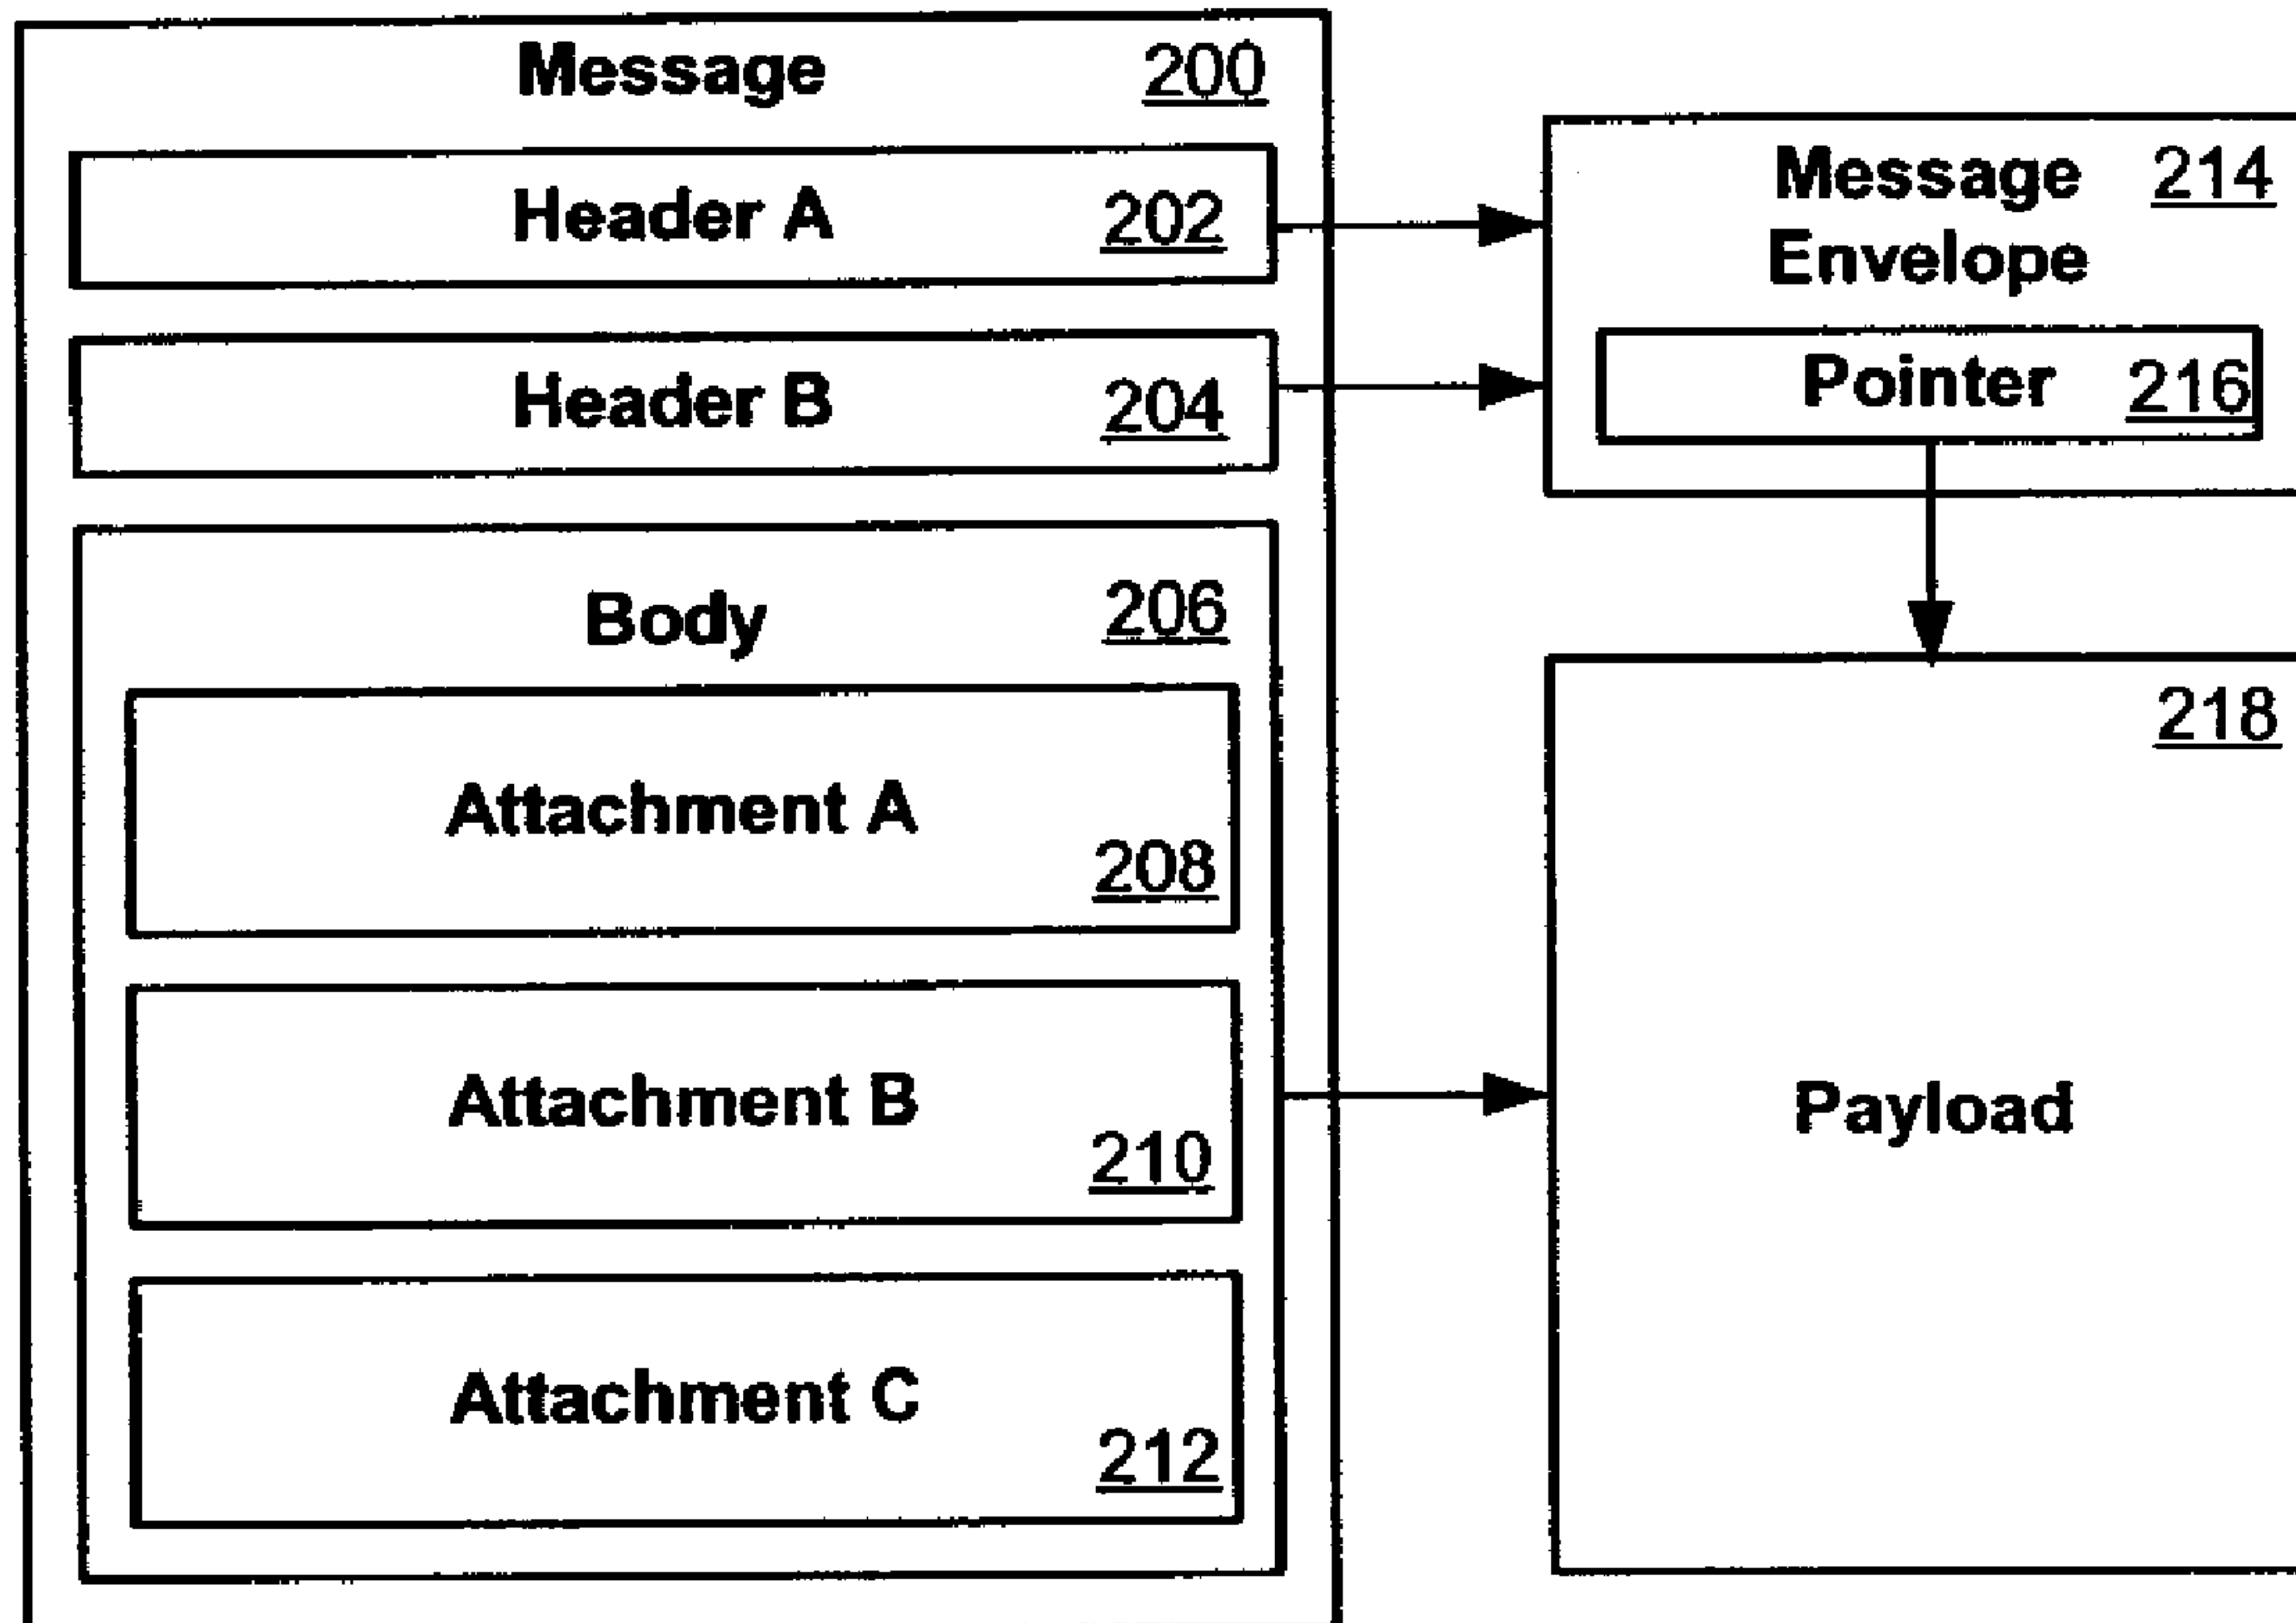 Message 200
Header A 202
Header B 204
Body 206
Attachment A
208
Attachment B
210
Attachment C
212
Message 214
Envelope
Pointer 216
218
Payload